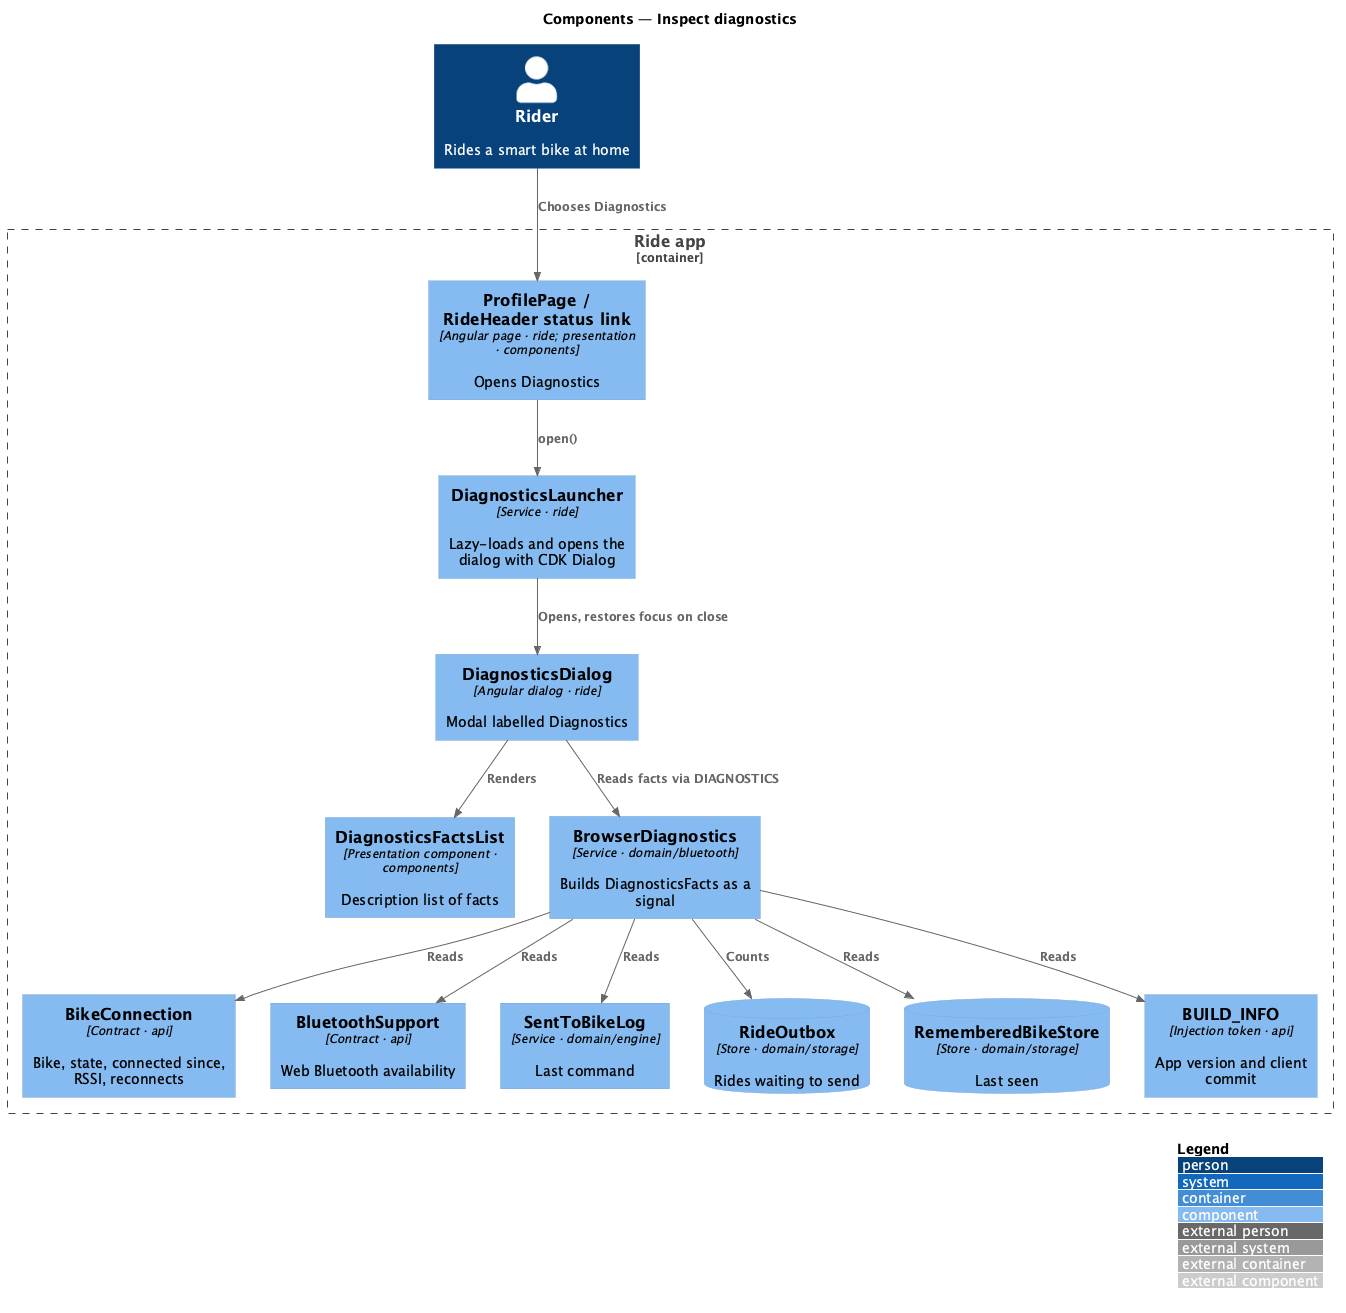 Components — Inspect diagnostics
Rider
Rides a smart bike at home
Chooses Diagnostics
Ride app
[container]
ProfilePage /
RideHeader status link
[Angular page · ride; presentation
· components]
Opens Diagnostics
open()
DiagnosticsLauncher
[Service · ride]
Lazy-loads and opens the
dialog with CDK Dialog
Opens, restores focus on close
DiagnosticsDialog
[Angular dialog · ride]
Modal labelled Diagnostics
Renders
Reads facts via DIAGNOSTICS
DiagnosticsFactsList
[Presentation component ·
components]
Description list of facts
BrowserDiagnostics
[Service · domain/bluetooth]
Builds DiagnosticsFacts as a
signal
Reads
Reads
Reads
Counts
Reads
Reads
BikeConnection
[Contract · api]
Bike, state, connected since,
RSSI, reconnects
BluetoothSupport
[Contract · api]
Web Bluetooth availability
SentToBikeLog
[Service · domain/engine]
Last command
RideOutbox
[Store · domain/storage]
Rides waiting to send
RememberedBikeStore
[Store · domain/storage]
Last seen
BUILD_INFO
[Injection token · api]
App version and client
commit
Legend
person
system
container
component
external person
external system
external container
external component